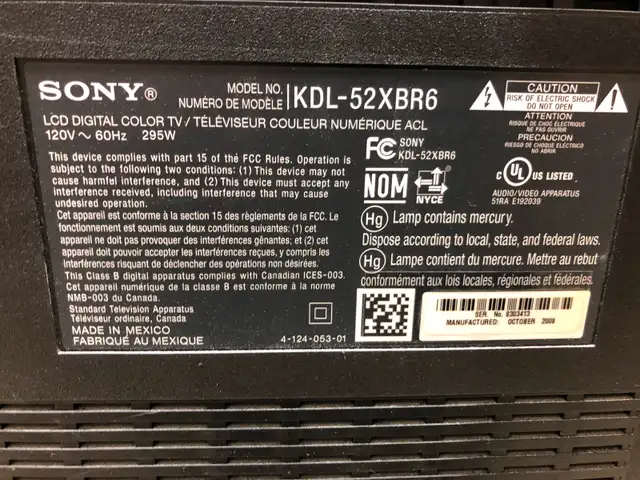 SONY®
MODEL NO.
NUMÉRO DE MODÈLE
KDL-52XBR6
LCD DIGITAL COLOR TV / TÉLÉVISEUR COULEUR NUMÉRIQUE ACL
120V ~ 60Hz 295W
This device complies with part 15 of the FCC Rules. Operation is
subject to the following two conditions: (1) This device may not
cause harmful interference, and (2) This device must accept any
interference received, including interference that may cause
undesired operation.
Cet appareil est conforme à la section 15 des règlements de la FCC. Le
fonctionnement est soumis aux deux conditions suivantes: (1) cet
appareil ne doit pas provoquer des interférences gênantes; et (2) cet
appareil doit pouvoir accepter les interférences reçues, y compris les
interférences risquant de déclencher des opérations non désirées.
This Class B digital apparatus complies with Canadian ICES-003.
Cet appareil numérique de la classe B est conforme à la norme
NMB-003 du Canada.
Standard Television Apparatus
Téléviseur ordinaire, Canada
MADE IN MEXICO
FABRIQUÉ AU MEXIQUE
4-124-053-01
CAUTION
RISK OF ELECTRIC SHOCK
DO NOT OPEN
ATTENTION
RISQUE DE CHOC ÉLECTRIQUE
NE PAS OUVRIR
PRECAUCION
RIESGO DE CHOQUE ELÉCTRICO
NO ABRIR
FC SONY
KDL-52XBR6
NOM
NYCE
C UL US LISTED
AUDIO/VIDEO APPARATUS
51RA E192039
Hg Lamp contains mercury.
Dispose according to local, state, and federal laws.
Hg Lampe contient du mercure. Mettre au rebut
conformément aux lois locales, régionales et fédérales.
SER. No. 8303413
MANUFACTURED: OCTOBER 2008